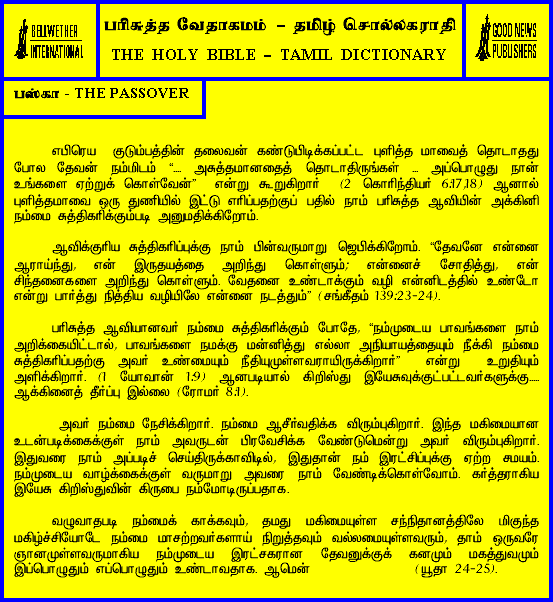 BELLWETHER
INTERNATIONAL
பரிசுத்த வேதாகமம் – தமிழ் சொல்லகராதி
THE HOLY BIBLE – TAMIL DICTIONARY
GOOD NEWS
PUBLISHERS
பஸ்கா - THE PASSOVER
எபிரெய குடும்பத்தின் தலைவன் கண்டுபிடிக்கப்பட்ட புளித்த மாவைத் தொடாதது
போல தேவன் நம்மிடம் “.... அசுத்தமானதைத் தொடாதிருங்கள் ... அப்பொழுது நான்
உங்களை ஏற்றுக் கொள்வேன்” என்று கூறுகிறார் (2 கொரிந்தியர் 6:17,18) ஆனால்
புளித்தமாவை ஒரு துணியில் இட்டு எரிப்பதற்குப் பதில் நாம் பரிசுத்த ஆவியின் அக்கினி
நம்மை சுத்திகரிக்கும்படி அனுமதிக்கிறோம்.
ஆவிக்குரிய சுத்திகரிப்புக்கு நாம் பின்வருமாறு ஜெபிக்கிறோம். “தேவனே என்னை
ஆராய்ந்து, என் இருதயத்தை அறிந்து கொள்ளும்; என்னைச் சோதித்து, என்
சிந்தனைகளை அறிந்து கொள்ளும். வேதனை உண்டாக்கும் வழி என்னிடத்தில் உண்டோ
என்று பார்த்து நித்திய வழியிலே என்னை நடத்தும்” (சங்கீதம் 139:23-24).
பரிசுத்த ஆவியானவர் நம்மை சுத்திகரிக்கும் போதே, “நம்முடைய பாவங்களை நாம்
அறிக்கையிட்டால், பாவங்களை நமக்கு மன்னித்து எல்லா அநியாயத்தையும் நீக்கி நம்மை
சுத்திகரிப்பதற்கு அவர் உண்மையும் நீதியுமுள்ளவராயிருக்கிறார்” என்று உறுதியும்
அளிக்கிறார். (1 யோவான் 1:9) ஆனபடியால் கிறிஸ்து இயேசுவுக்குட்பட்டவர்களுக்கு.....
ஆக்கினைத் தீர்ப்பு இல்லை (ரோமர் 8:1).
அவர் நம்மை நேசிக்கிறார். நம்மை ஆசீர்வதிக்க விரும்புகிறார். இந்த மகிமையான
உடன்படிக்கைக்குள் நாம் அவருடன் பிரவேசிக்க வேண்டுமென்று அவர் விரும்புகிறார்.
இதுவரை நாம் அப்படிச் செய்திருக்காவிடில், இதுதான் நம் இரட்சிப்புக்கு ஏற்ற சமயம்.
நம்முடைய வாழ்க்கைக்குள் வருமாறு அவரை நாம் வேண்டிக்கொள்வோம். கர்த்தராகிய
இயேசு கிறிஸ்துவின் கிருபை நம்மோடிருப்பதாக.
வழுவாதபடி நம்மைக் காக்கவும், தமது மகிமையுள்ள சந்நிதானத்திலே மிகுந்த
மகிழ்ச்சியோடே நம்மை மாசற்றவர்களாய் நிறுத்தவும் வல்லமையுள்ளவரும், தாம் ஒருவரே
ஞானமுள்ளவருமாகிய நம்முடைய இரட்சகரான தேவனுக்குக் கனமும் மகத்துவமும்
இப்பொழுதும் எப்பொழுதும் உண்டாவதாக. ஆமென் (யூதா 24-25).